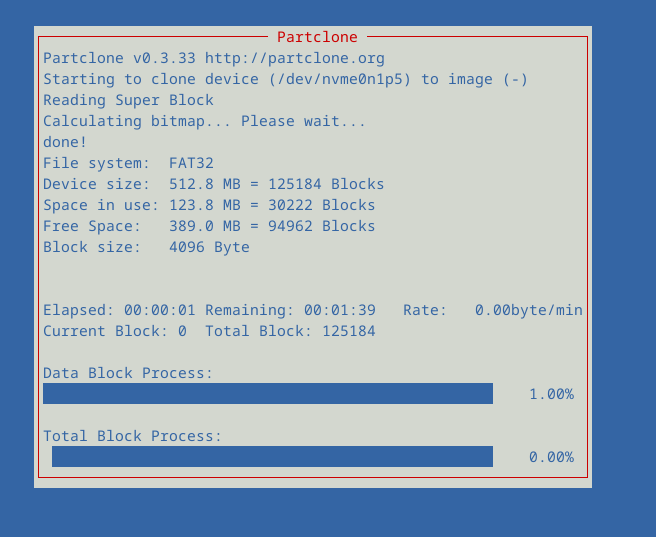 Partclone
Partclone v0.3.33 http://partclone.org
Starting to clone device (/dev/nvme0n1p5) to image (-)
Reading Super Block
Calculating bitmap... Please wait...
done!
File system:  FAT32
Device size:  512.8 MB = 125184 Blocks
Space in use: 123.8 MB = 30222 Blocks
Free Space:   389.0 MB = 94962 Blocks
Block size:   4096 Byte
Elapsed: 00:00:01 Remaining: 00:01:39   Rate:   0.00byte/min
Current Block: 0  Total Block: 125184
Data Block Process:
1.00%
Total Block Process:
0.00%